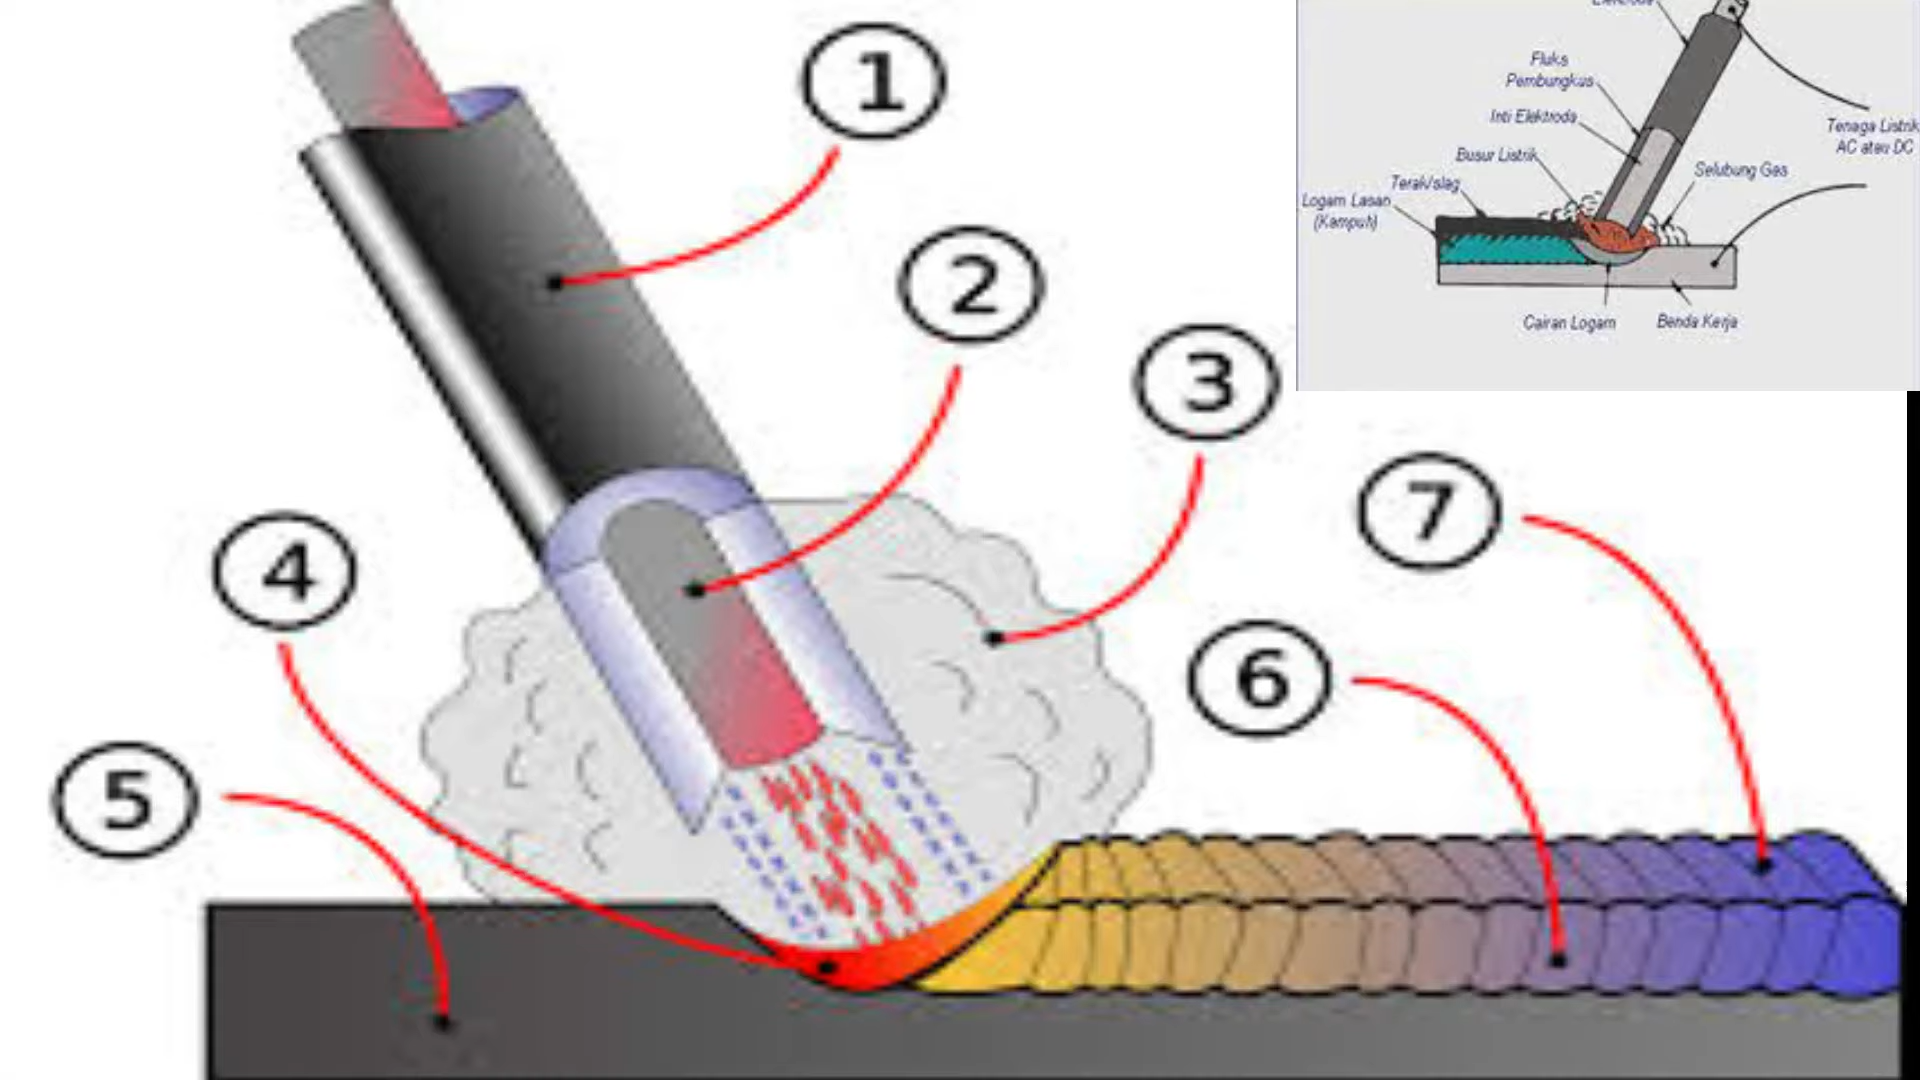 1
2
3
4
5
6
7
Elektroda
Fluks
Pembungkus
Inti Elektroda
Busur Listrik
Terak/slag
Logam Lasan
(Kampuh)
Tenaga Listrik
AC atau DC
Selubung Gas
Cairan Logam
Benda Kerja